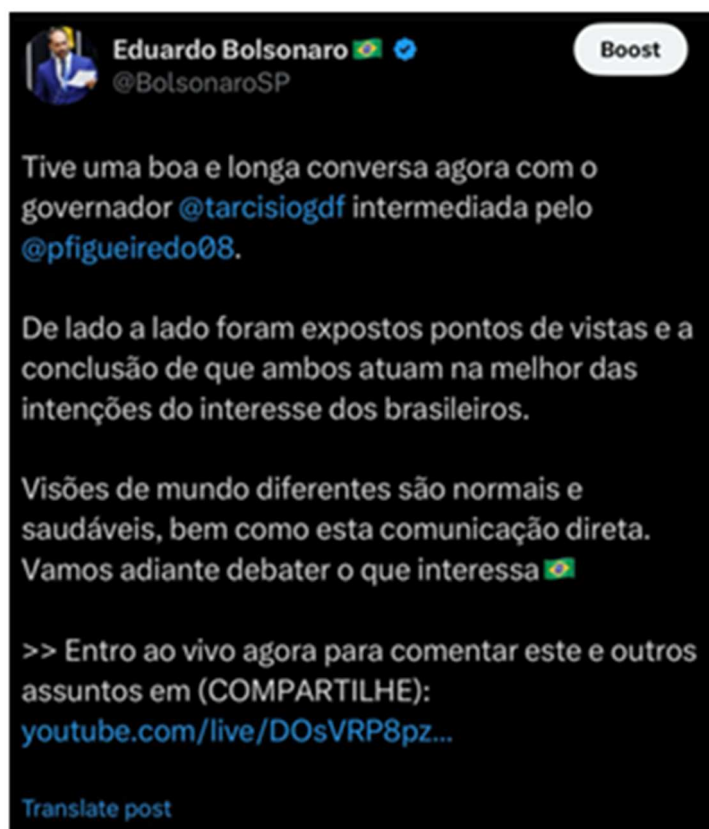 Eduardo Bolsonaro🇧🇷
Boost
@BolsonaroSP
Tive uma boa e longa conversa agora com o
governador @tarcisiogdf intermediada pelo
@pfigueiredo08.
De lado a lado foram expostos pontos de vistas e a
conclusão de que ambos atuam na melhor das
intenções do interesse dos brasileiros.
Visões de mundo diferentes são normais e
saudáveis, bem como esta comunicação direta.
Vamos adiante debater o que interessa🇧🇷
>> Entro ao vivo agora para comentar este e outros
assuntos em (COMPARTILHE):
youtube.com/live/DOsVRP8pz...
Translate post